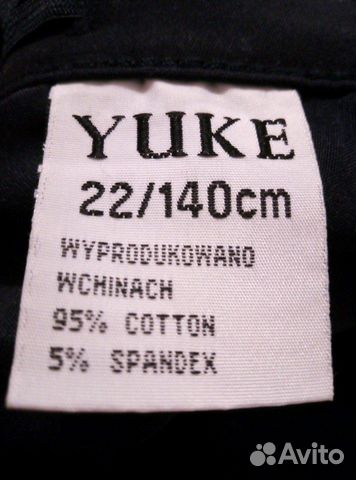 YUKE
22/140cm
WYPRODUKOWANO
WCHINACH
95% COTTON
5% SPANDEX
Avito